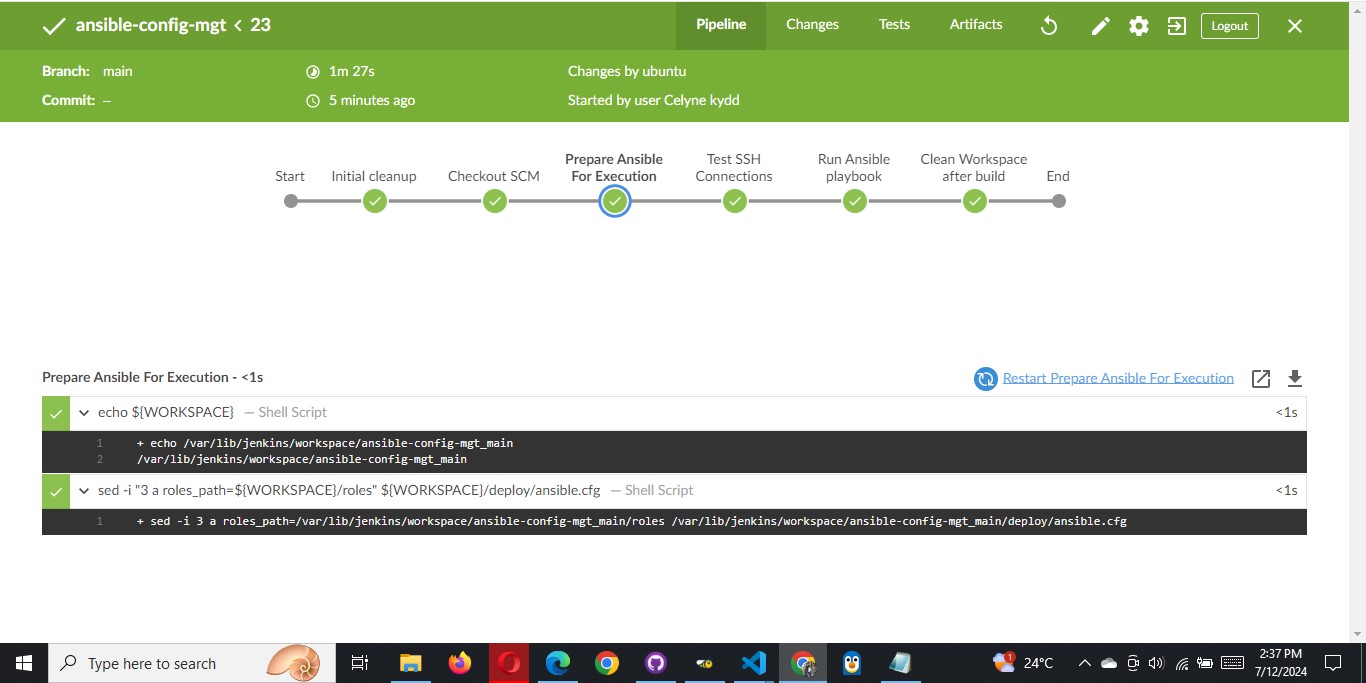 ansible-config-mgt < 23
Pipeline
Changes
Tests
Artifacts
Logout
Branch: main
1m 27s
Changes by ubuntu
Commit: –
5 minutes ago
Started by user Celyne kydd
Start
Initial cleanup
Checkout SCM
Prepare Ansible
For Execution
Test SSH
Connections
Run Ansible
playbook
Clean Workspace
after build
End
Prepare Ansible For Execution - <1s
Restart Prepare Ansible For Execution
echo ${WORKSPACE} — Shell Script
<1s
1 + echo /var/lib/jenkins/workspace/ansible-config-mgt_main
2 /var/lib/jenkins/workspace/ansible-config-mgt_main
sed -i "3 a roles_path=${WORKSPACE}/roles" ${WORKSPACE}/deploy/ansible.cfg — Shell Script
<1s
1 + sed -i 3 a roles_path=/var/lib/jenkins/workspace/ansible-config-mgt_main/roles /var/lib/jenkins/workspace/ansible-config-mgt_main/deploy/ansible.cfg
Type here to search
1
24°C
2:37 PM
7/12/2024